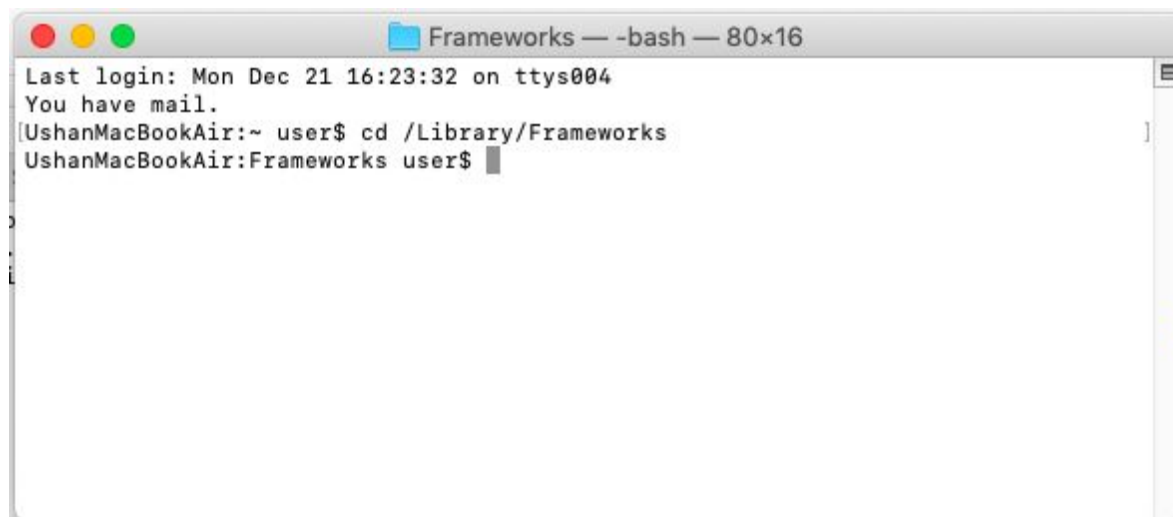 Frameworks — -bash — 80×16
Last login: Mon Dec 21 16:23:32 on ttys004
You have mail.
[UshanMacBookAir:~ user$ cd /Library/Frameworks ]
UshanMacBookAir:Frameworks user$